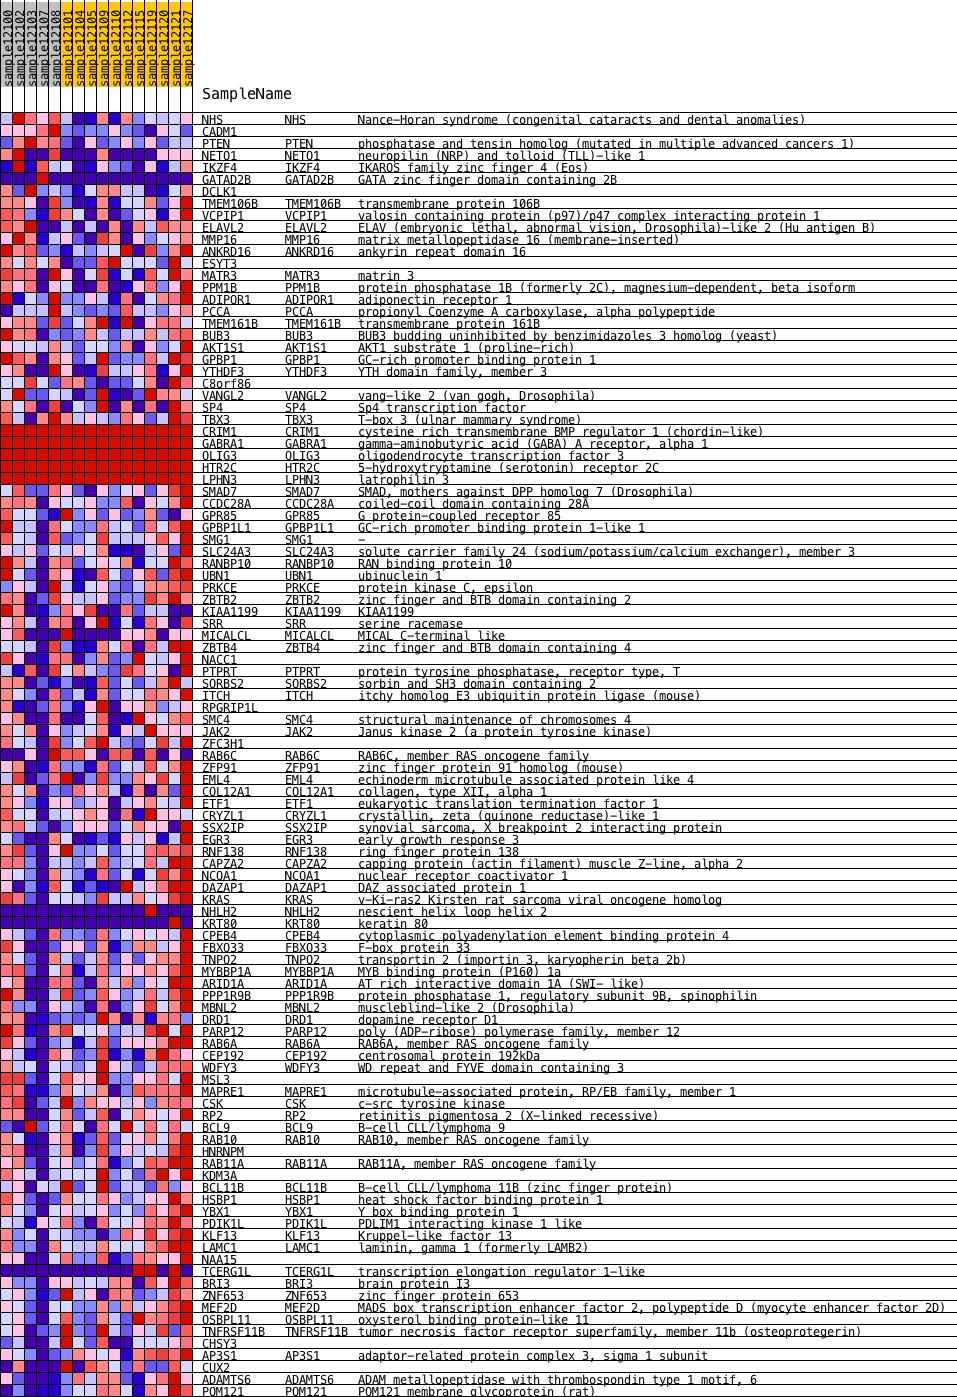 sample12100 sample12102 sample12103 sample12107 sample12108 sample12101 sample12104 sample12105 sample12109 sample12110 sample12112 sample12115 sample12119 sample12120 sample12121 sample12127
SampleName
NHS NHS Nance-Horan syndrome (congenital cataracts and dental anomalies)
CADM1
PTEN PTEN phosphatase and tensin homolog (mutated in multiple advanced cancers 1)
NETO1 NETO1 neuropilin (NRP) and tolloid (TLL)-like 1
IKZF4 IKZF4 IKAROS family zinc finger 4 (Eos)
GATAD2B GATAD2B GATA zinc finger domain containing 2B
DCLK1
TMEM106B TMEM106B transmembrane protein 106B
VCPIP1 VCPIP1 valosin containing protein (p97)/p47 complex interacting protein 1
ELAVL2 ELAVL2 ELAV (embryonic lethal, abnormal vision, Drosophila)-like 2 (Hu antigen B)
MMP16 MMP16 matrix metallopeptidase 16 (membrane-inserted)
ANKRD16 ANKRD16 ankyrin repeat domain 16
ESYT3
MATR3 MATR3 matrin 3
PPM1B PPM1B protein phosphatase 1B (formerly 2C), magnesium-dependent, beta isoform
ADIPOR1 ADIPOR1 adiponectin receptor 1
PCCA PCCA propionyl Coenzyme A carboxylase, alpha polypeptide
TMEM161B TMEM161B transmembrane protein 161B
BUB3 BUB3 BUB3 budding uninhibited by benzimidazoles 3 homolog (yeast)
AKT1S1 AKT1S1 AKT1 substrate 1 (proline-rich)
GPBP1 GPBP1 GC-rich promoter binding protein 1
YTHDF3 YTHDF3 YTH domain family, member 3
C8orf86
VANGL2 VANGL2 vang-like 2 (van gogh, Drosophila)
SP4 SP4 Sp4 transcription factor
TBX3 TBX3 T-box 3 (ulnar mammary syndrome)
CRIM1 CRIM1 cysteine rich transmembrane BMP regulator 1 (chordin-like)
GABRA1 GABRA1 gamma-aminobutyric acid (GABA) A receptor, alpha 1
OLIG3 OLIG3 oligodendrocyte transcription factor 3
HTR2C HTR2C 5-hydroxytryptamine (serotonin) receptor 2C
LPHN3 LPHN3 latrophilin 3
SMAD7 SMAD7 SMAD, mothers against DPP homolog 7 (Drosophila)
CCDC28A CCDC28A coiled-coil domain containing 28A
GPR85 GPR85 G protein-coupled receptor 85
GPBP1L1 GPBP1L1 GC-rich promoter binding protein 1-like 1
SMG1 SMG1 -
SLC24A3 SLC24A3 solute carrier family 24 (sodium/potassium/calcium exchanger), member 3
RANBP10 RANBP10 RAN binding protein 10
UBN1 UBN1 ubinuclein 1
PRKCE PRKCE protein kinase C, epsilon
ZBTB2 ZBTB2 zinc finger and BTB domain containing 2
KIAA1199 KIAA1199 KIAA1199
SRR SRR serine racemase
MICALCL MICALCL MICAL C-terminal like
ZBTB4 ZBTB4 zinc finger and BTB domain containing 4
NACC1
PTPRT PTPRT protein tyrosine phosphatase, receptor type, T
SORBS2 SORBS2 sorbin and SH3 domain containing 2
ITCH ITCH itchy homolog E3 ubiquitin protein ligase (mouse)
RPGRIP1L
SMC4 SMC4 structural maintenance of chromosomes 4
JAK2 JAK2 Janus kinase 2 (a protein tyrosine kinase)
ZFC3H1
RAB6C RAB6C RAB6C, member RAS oncogene family
ZFP91 ZFP91 zinc finger protein 91 homolog (mouse)
EML4 EML4 echinoderm microtubule associated protein like 4
COL12A1 COL12A1 collagen, type XII, alpha 1
ETF1 ETF1 eukaryotic translation termination factor 1
CRYZL1 CRYZL1 crystallin, zeta (quinone reductase)-like 1
SSX2IP SSX2IP synovial sarcoma, X breakpoint 2 interacting protein
EGR3 EGR3 early growth response 3
RNF138 RNF138 ring finger protein 138
CAPZA2 CAPZA2 capping protein (actin filament) muscle Z-line, alpha 2
NCOA1 NCOA1 nuclear receptor coactivator 1
DAZAP1 DAZAP1 DAZ associated protein 1
KRAS KRAS v-Ki-ras2 Kirsten rat sarcoma viral oncogene homolog
NHLH2 NHLH2 nescient helix loop helix 2
KRT80 KRT80 keratin 80
CPEB4 CPEB4 cytoplasmic polyadenylation element binding protein 4
FBXO33 FBXO33 F-box protein 33
TNPO2 TNPO2 transportin 2 (importin 3, karyopherin beta 2b)
MYBBP1A MYBBP1A MYB binding protein (P160) 1a
ARID1A ARID1A AT rich interactive domain 1A (SWI- like)
PPP1R9B PPP1R9B protein phosphatase 1, regulatory subunit 9B, spinophilin
MBNL2 MBNL2 muscleblind-like 2 (Drosophila)
DRD1 DRD1 dopamine receptor D1
PARP12 PARP12 poly (ADP-ribose) polymerase family, member 12
RAB6A RAB6A RAB6A, member RAS oncogene family
CEP192 CEP192 centrosomal protein 192kDa
WDFY3 WDFY3 WD repeat and FYVE domain containing 3
MSL3
MAPRE1 MAPRE1 microtubule-associated protein, RP/EB family, member 1
CSK CSK c-src tyrosine kinase
RP2 RP2 retinitis pigmentosa 2 (X-linked recessive)
BCL9 BCL9 B-cell CLL/lymphoma 9
RAB10 RAB10 RAB10, member RAS oncogene family
HNRNPM
RAB11A RAB11A RAB11A, member RAS oncogene family
KDM3A
BCL11B BCL11B B-cell CLL/lymphoma 11B (zinc finger protein)
HSBP1 HSBP1 heat shock factor binding protein 1
YBX1 YBX1 Y box binding protein 1
PDIK1L PDIK1L PDLIM1 interacting kinase 1 like
KLF13 KLF13 Kruppel-like factor 13
LAMC1 LAMC1 laminin, gamma 1 (formerly LAMB2)
NAA15
TCERG1L TCERG1L transcription elongation regulator 1-like
BRI3 BRI3 brain protein I3
ZNF653 ZNF653 zinc finger protein 653
MEF2D MEF2D MADS box transcription enhancer factor 2, polypeptide D (myocyte enhancer factor 2D)
OSBPL11 OSBPL11 oxysterol binding protein-like 11
TNFRSF11B TNFRSF11B tumor necrosis factor receptor superfamily, member 11b (osteoprotegerin)
CHSY3
AP3S1 AP3S1 adaptor-related protein complex 3, sigma 1 subunit
CUX2
ADAMTS6 ADAMTS6 ADAM metallopeptidase with thrombospondin type 1 motif, 6
POM121 POM121 POM121 membrane glycoprotein (rat)